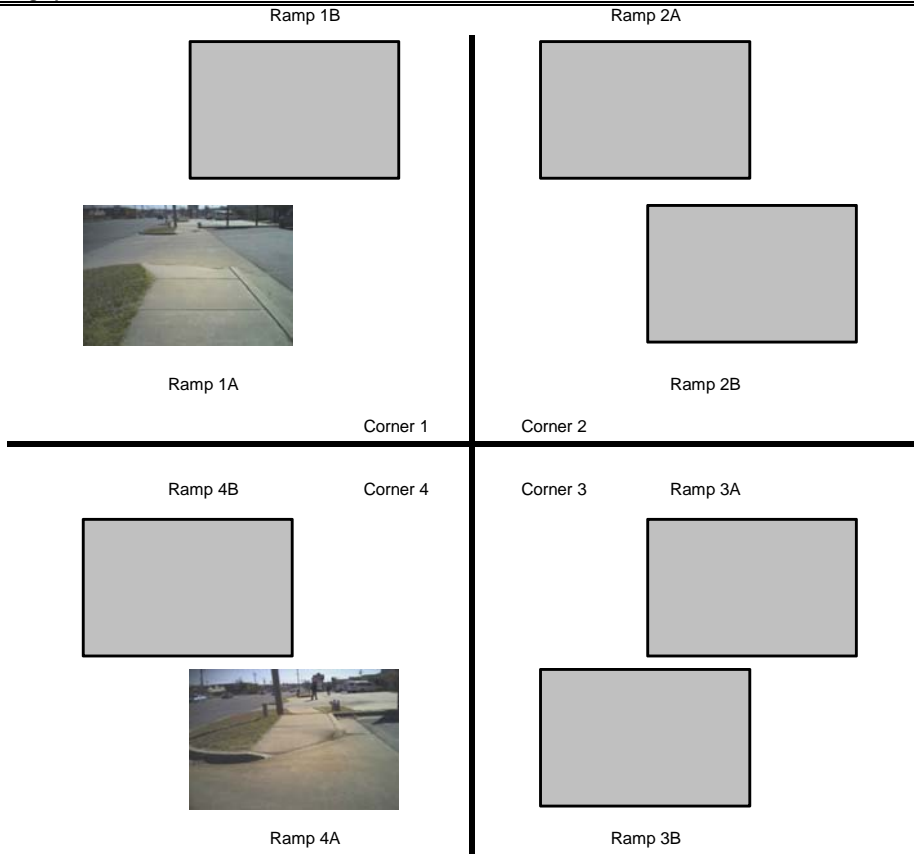 Ramp 1B Ramp 2A
Ramp 1A Ramp 2B
Corner 1 Corner 2
Ramp 4B Corner 4 Corner 3 Ramp 3A
Ramp 4A Ramp 3B